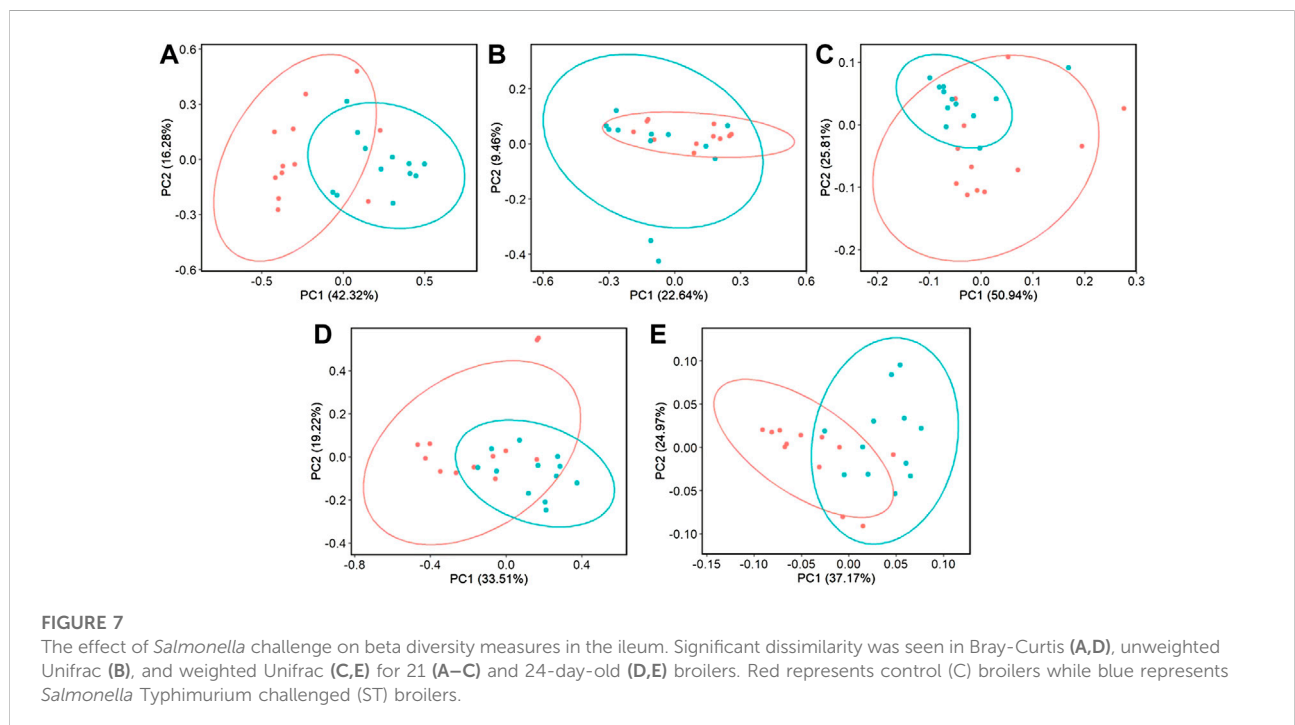 A
0.6
0.3
0.0
-0.3
-0.6
PC2 (16.28%)
-0.5
0.0
0.5
PC1 (42.32%)
B
0.2
0.0
-0.2
-0.4
PC2 (9.46%)
-0.6
-0.3
0.0
0.3
0.6
PC1 (22.64%)
C
0.1
0.0
-0.1
-0.2
PC2 (25.81%)
-0.2
-0.1
0.0
0.1
0.2
0.3
PC1 (50.94%)
D
0.4
0.2
0.0
-0.2
-0.4
PC2 (19.22%)
-0.8
-0.4
0.0
0.4
PC1 (33.51%)
E
0.10
0.05
0.00
-0.05
-0.10
PC2 (24.97%)
-0.15
-0.10
-0.05
0.00
0.05
0.10
PC1 (37.17%)
FIGURE 7
The effect of Salmonella challenge on beta diversity measures in the ileum. Significant dissimilarity was seen in Bray-Curtis (A,D), unweighted
Unifrac (B), and weighted Unifrac (C,E) for 21 (A–C) and 24-day-old (D,E) broilers. Red represents control (C) broilers while blue represents
Salmonella Typhimurium challenged (ST) broilers.